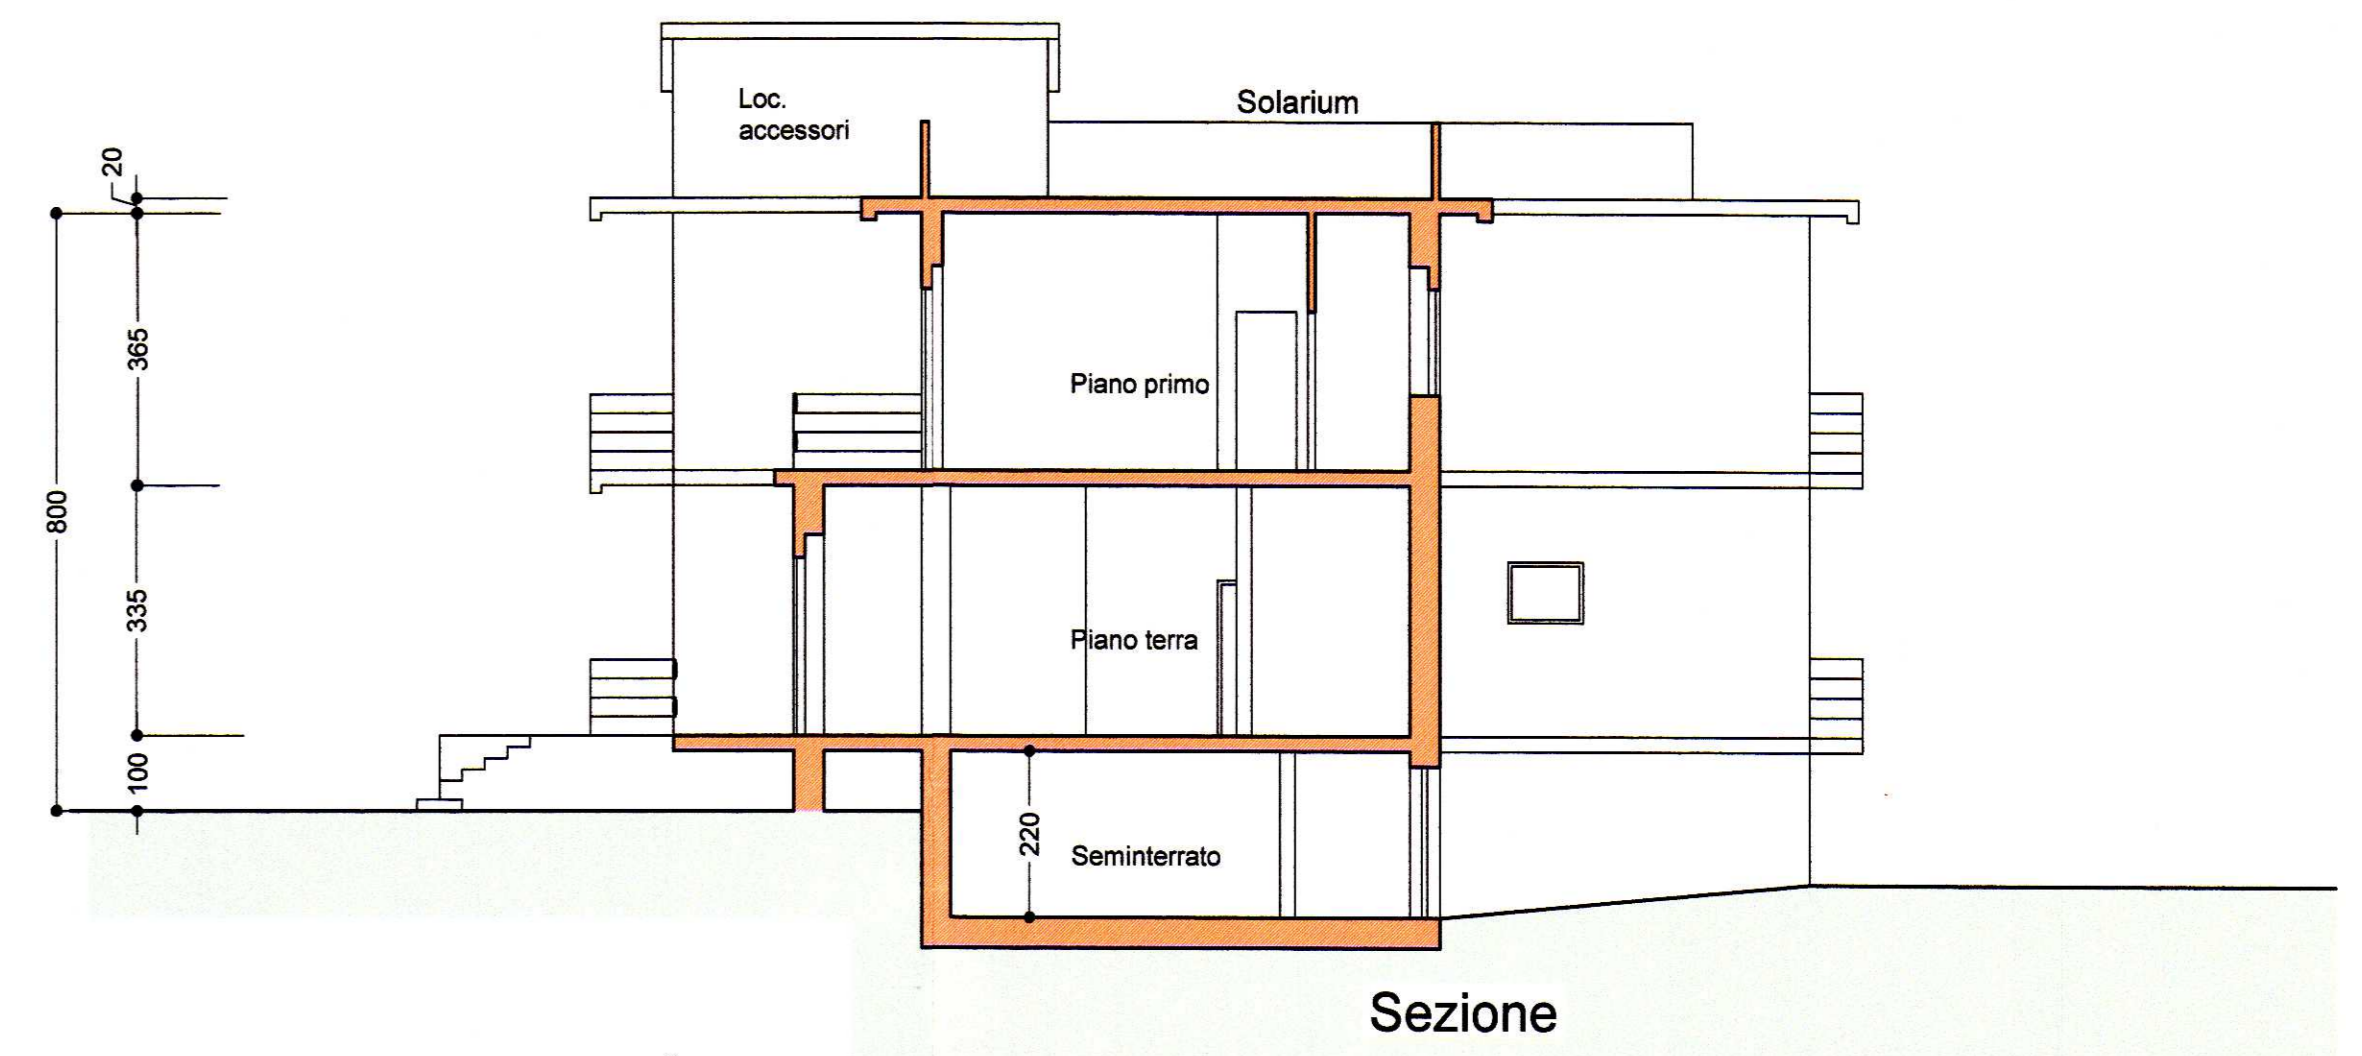 Loc.
accessori
Solarium
20
365
Piano primo
800
335
Piano terra
100
220
Seminterrato
Sezione